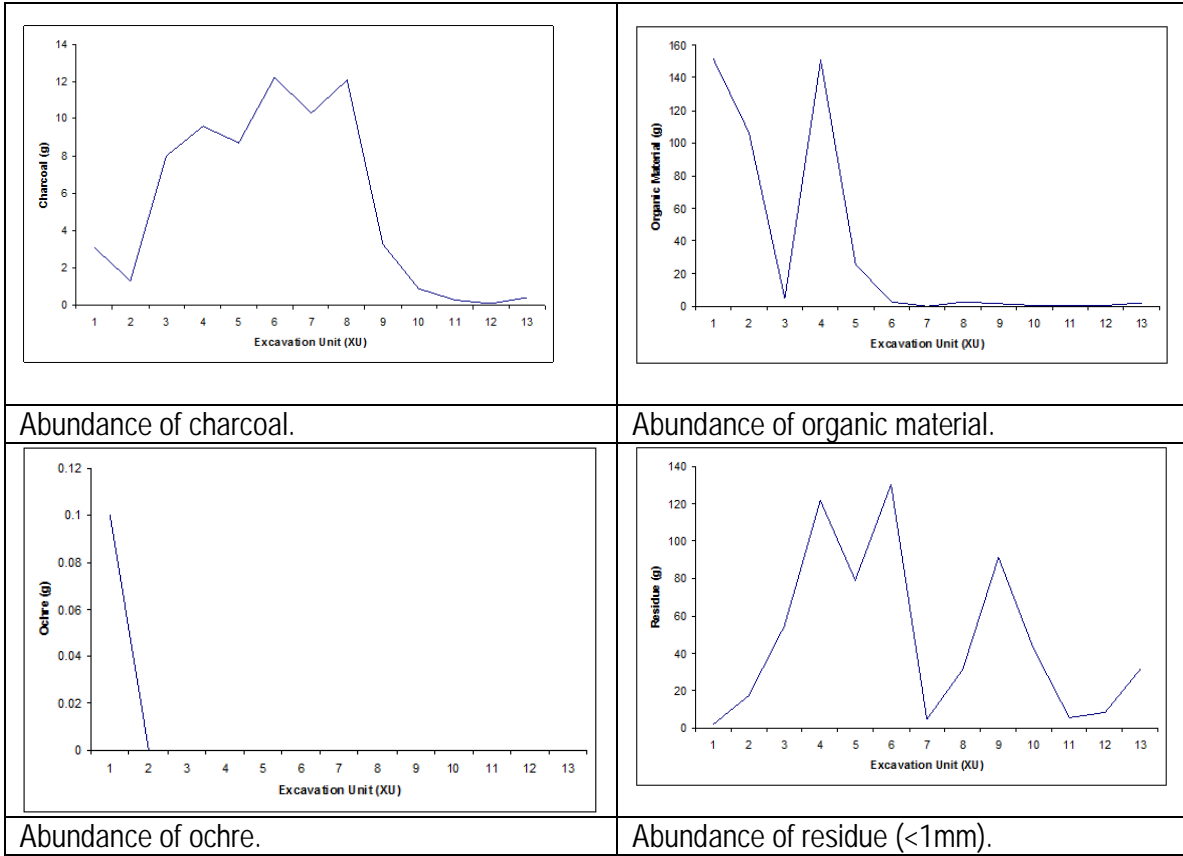 14
12
10
8
6
4
2
0
Charcoal (g)
1 2 3 4 5 6 7 8 9 10 11 12 13
Excavation Unit (XU)
160
140
120
100
80
60
40
20
0
Organic Material (g)
1 2 3 4 5 6 7 8 9 10 11 12 13
Excavation Unit (XU)
Abundance of charcoal.
Abundance of organic material.
0.12
0.1
0.08
0.06
0.04
0.02
0
Ochre (g)
1 2 3 4 5 6 7 8 9 10 11 12 13
Excavation Unit (XU)
140
120
100
80
60
40
20
0
Residue (g)
1 2 3 4 5 6 7 8 9 10 11 12 13
Excavation Unit (XU)
Abundance of ochre.
Abundance of residue (<1mm).